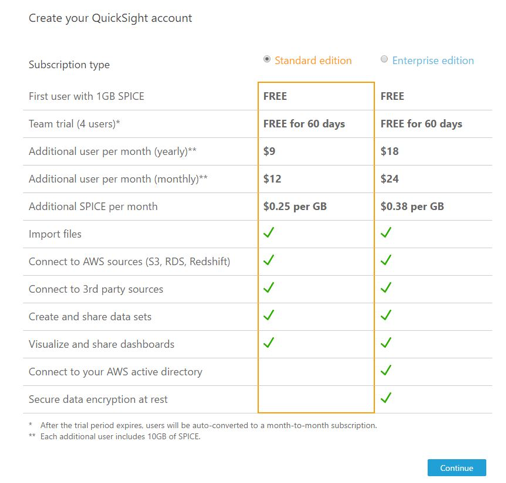 Create your QuickSight account
Subscription type Standard edition Enterprise edition
First user with 1GB SPICE FREE FREE
Team trial (4 users)* FREE for 60 days FREE for 60 days
Additional user per month (yearly)** $9 $18
Additional user per month (monthly)** $12 $24
Additional SPICE per month $0.25 per GB $0.38 per GB
Import files
Connect to AWS sources (S3, RDS, Redshift)
Connect to 3rd party sources
Create and share data sets
Visualize and share dashboards
Connect to your AWS active directory
Secure data encryption at rest
* After the trial period expires, users will be auto-converted to a month-to-month subscription.
** Each additional user includes 10GB of SPICE.
Continue